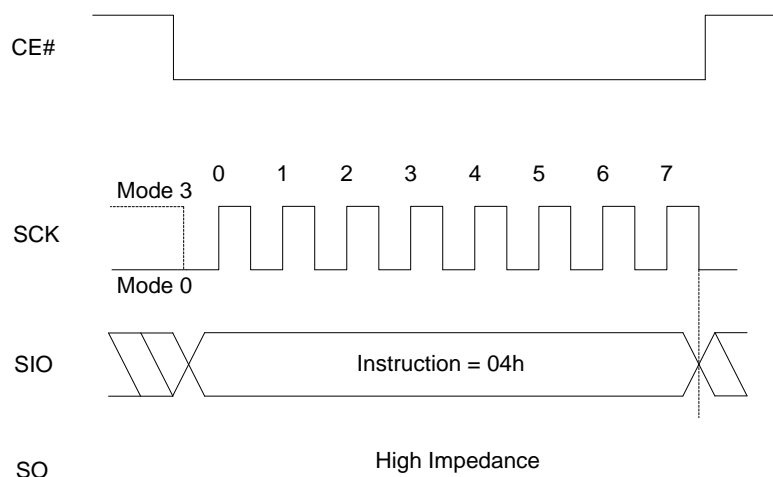 CE#
0 1 2 3 4 5 6 7
Mode 3
SCK
Mode 0
SIO
Instruction = 04h
High Impedance
SO